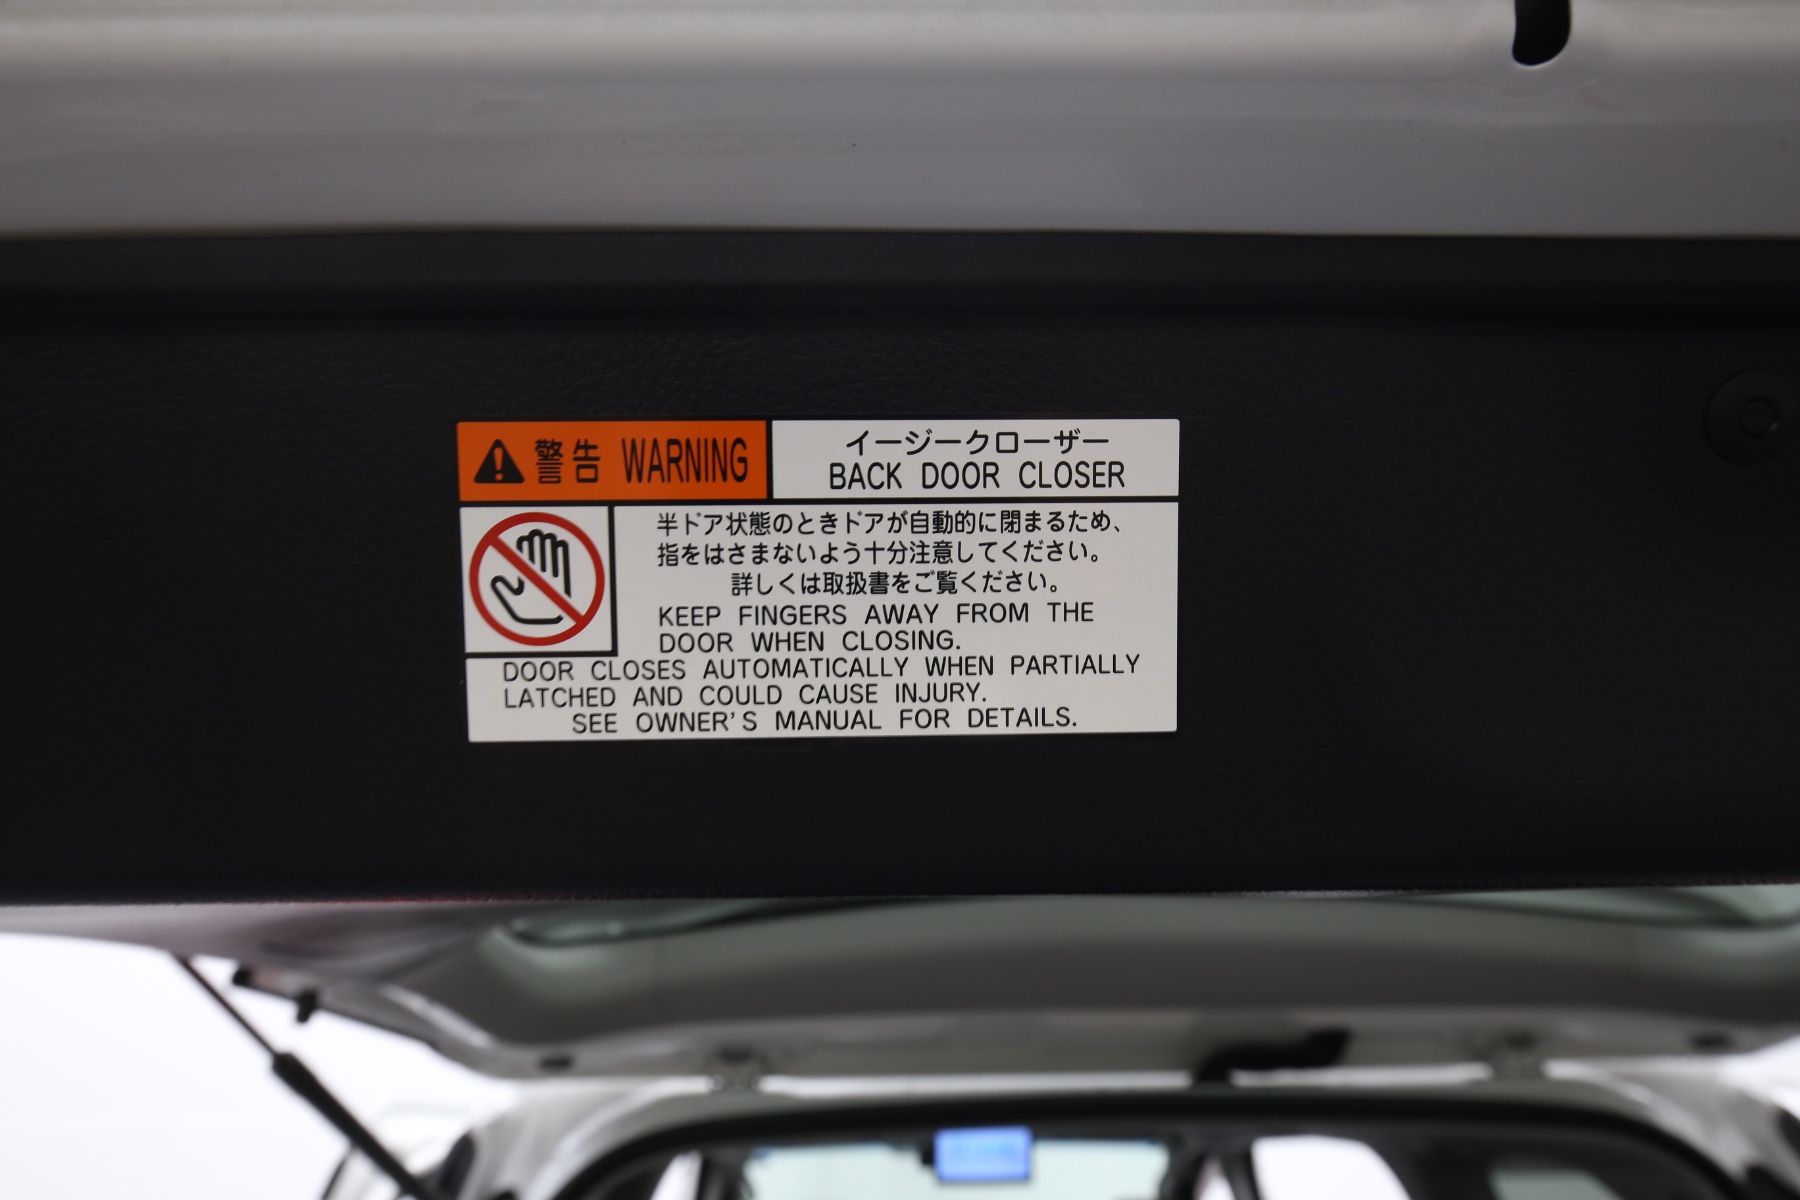 警告 WARNING
イージークローザー
BACK DOOR CLOSER
半ドア状態のときドアが自動的に閉まるため、
指をはさまないよう十分注意してください。
詳しくは取扱書をご覧ください。
KEEP FINGERS AWAY FROM THE
DOOR WHEN CLOSING.
DOOR CLOSES AUTOMATICALLY WHEN PARTIALLY
LATCHED AND COULD CAUSE INJURY.
SEE OWNER'S MANUAL FOR DETAILS.